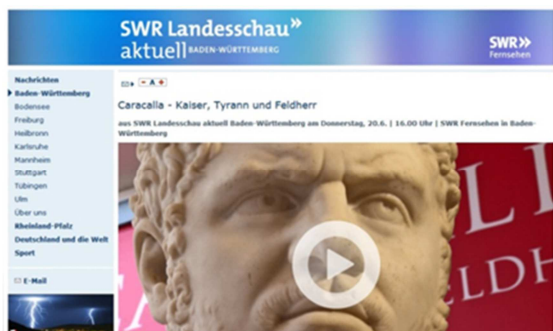 SWR Landesschau»
aktuell BADEN-WÜRTTEMBERG
SWR»
Fernsehen
Nachrichten
Baden-Württemberg
Bodensee
Freiburg
Heilbronn
Karlsruhe
Mannheim
Stuttgart
Tübingen
Ulm
Über uns
Rheinland-Pfalz
Deutschland und die Welt
Sport
E-Mail
- A +
Caracalla - Kaiser, Tyrann und Feldherr
aus SWR Landesschau aktuell Baden-Württemberg am Donnerstag, 20.6. | 16.00 Uhr | SWR Fernsehen in Baden-
Württemberg
LI
LDH